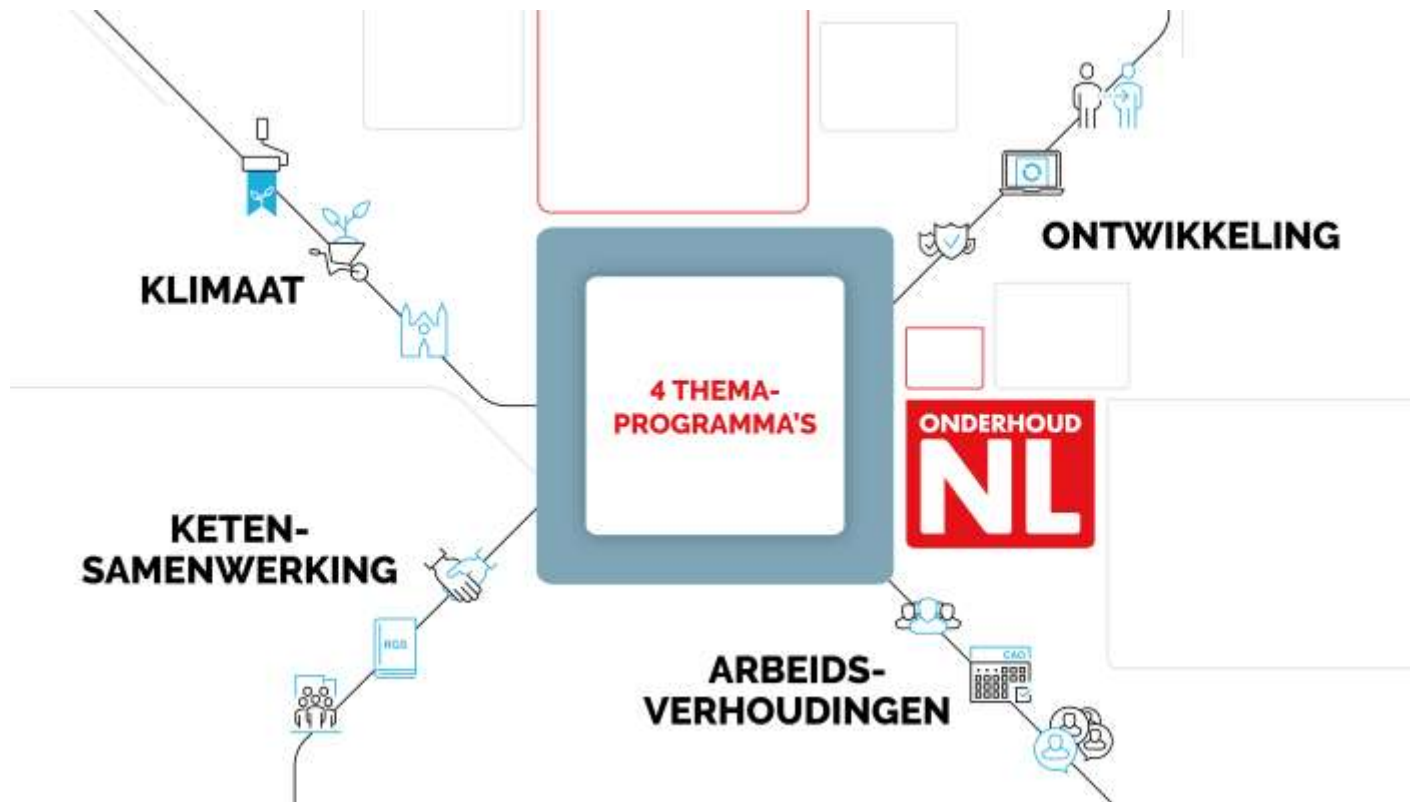 ONTWIKKELING
KLIMAAT
4 THEMA-
PROGRAMMA'S
ONDERHOUD
NL
KETEN-
SAMENWERKING
RGS
ARBEIDS-
VERHOUDINGEN
CAO